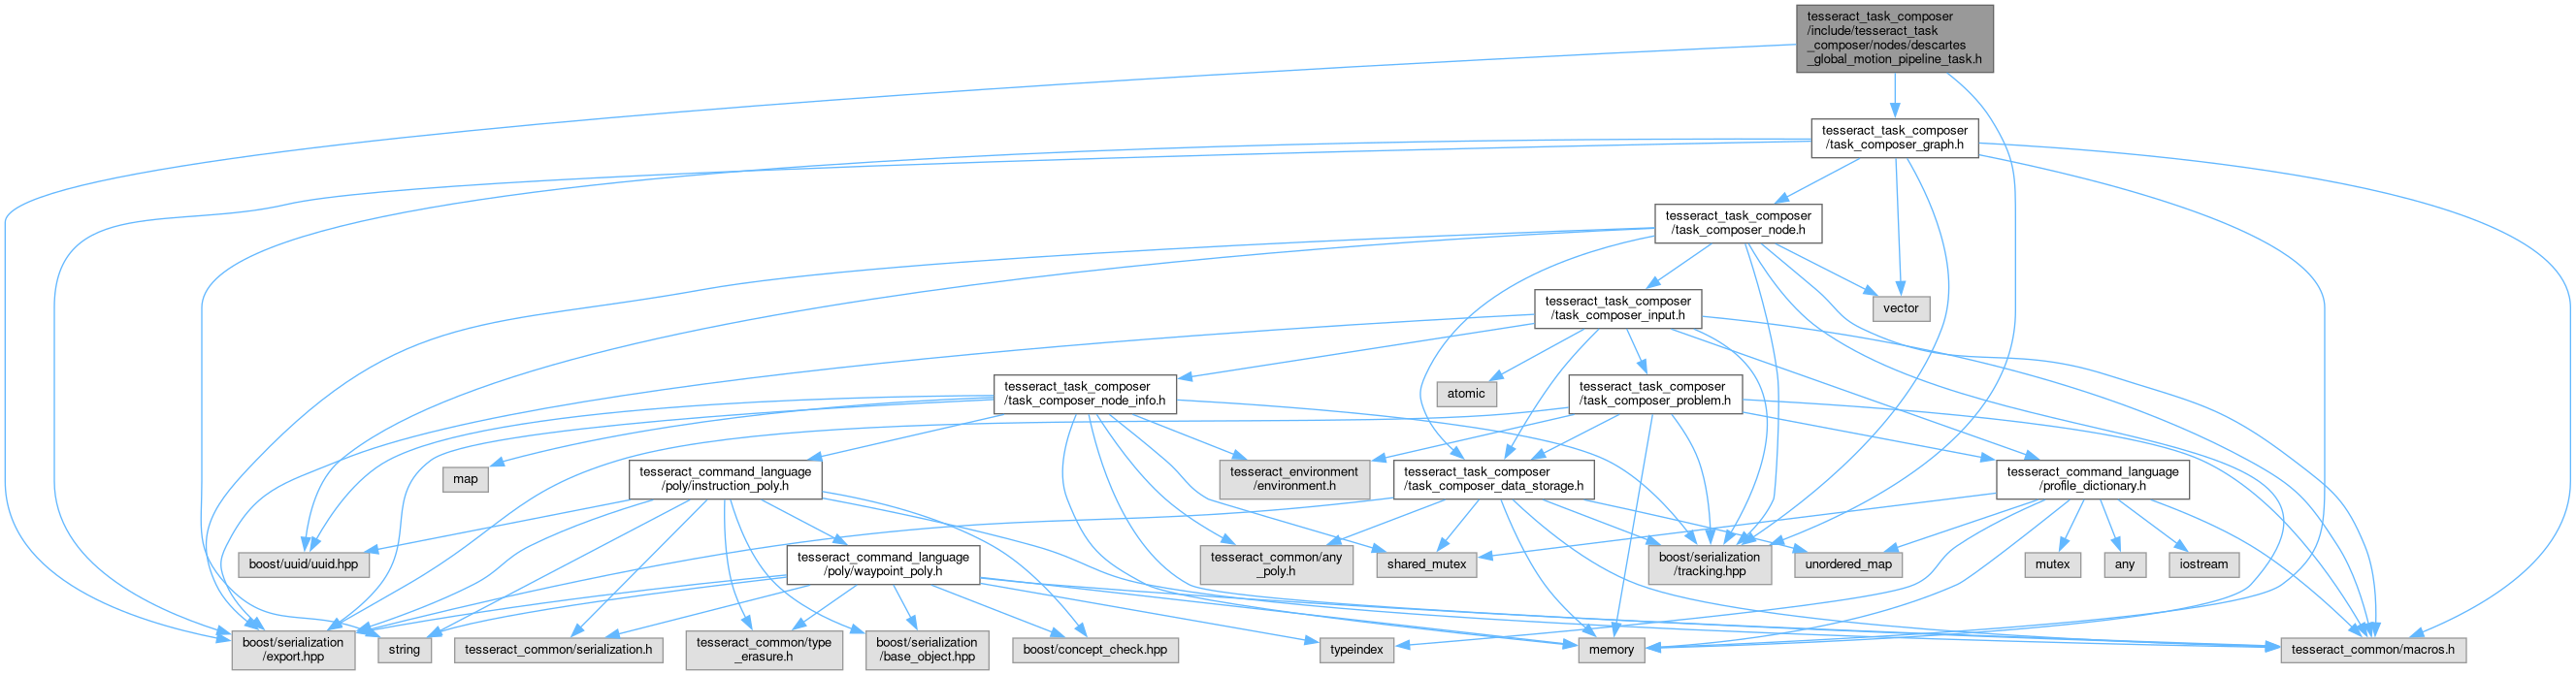 tesseract_task_composer
/include/tesseract_task
_composer/nodes/descartes
_global_motion_pipeline_task.h
tesseract_task_composer
/task_composer_graph.h
tesseract_task_composer
/task_composer_node.h
tesseract_task_composer
/task_composer_input.h
vector
tesseract_task_composer
/task_composer_node_info.h
atomic
tesseract_task_composer
/task_composer_problem.h
map
tesseract_command_language
/poly/instruction_poly.h
tesseract_environment
/environment.h
tesseract_task_composer
/task_composer_data_storage.h
tesseract_command_language
/profile_dictionary.h
boost/uuid/uuid.hpp
tesseract_command_language
/poly/waypoint_poly.h
tesseract_common/any
_poly.h
shared_mutex
boost/serialization
/tracking.hpp
unordered_map
mutex
any
iostream
boost/serialization
/export.hpp
string
tesseract_common/serialization.h
tesseract_common/type
_erasure.h
boost/serialization
/base_object.hpp
boost/concept_check.hpp
typeindex
memory
tesseract_common/macros.h